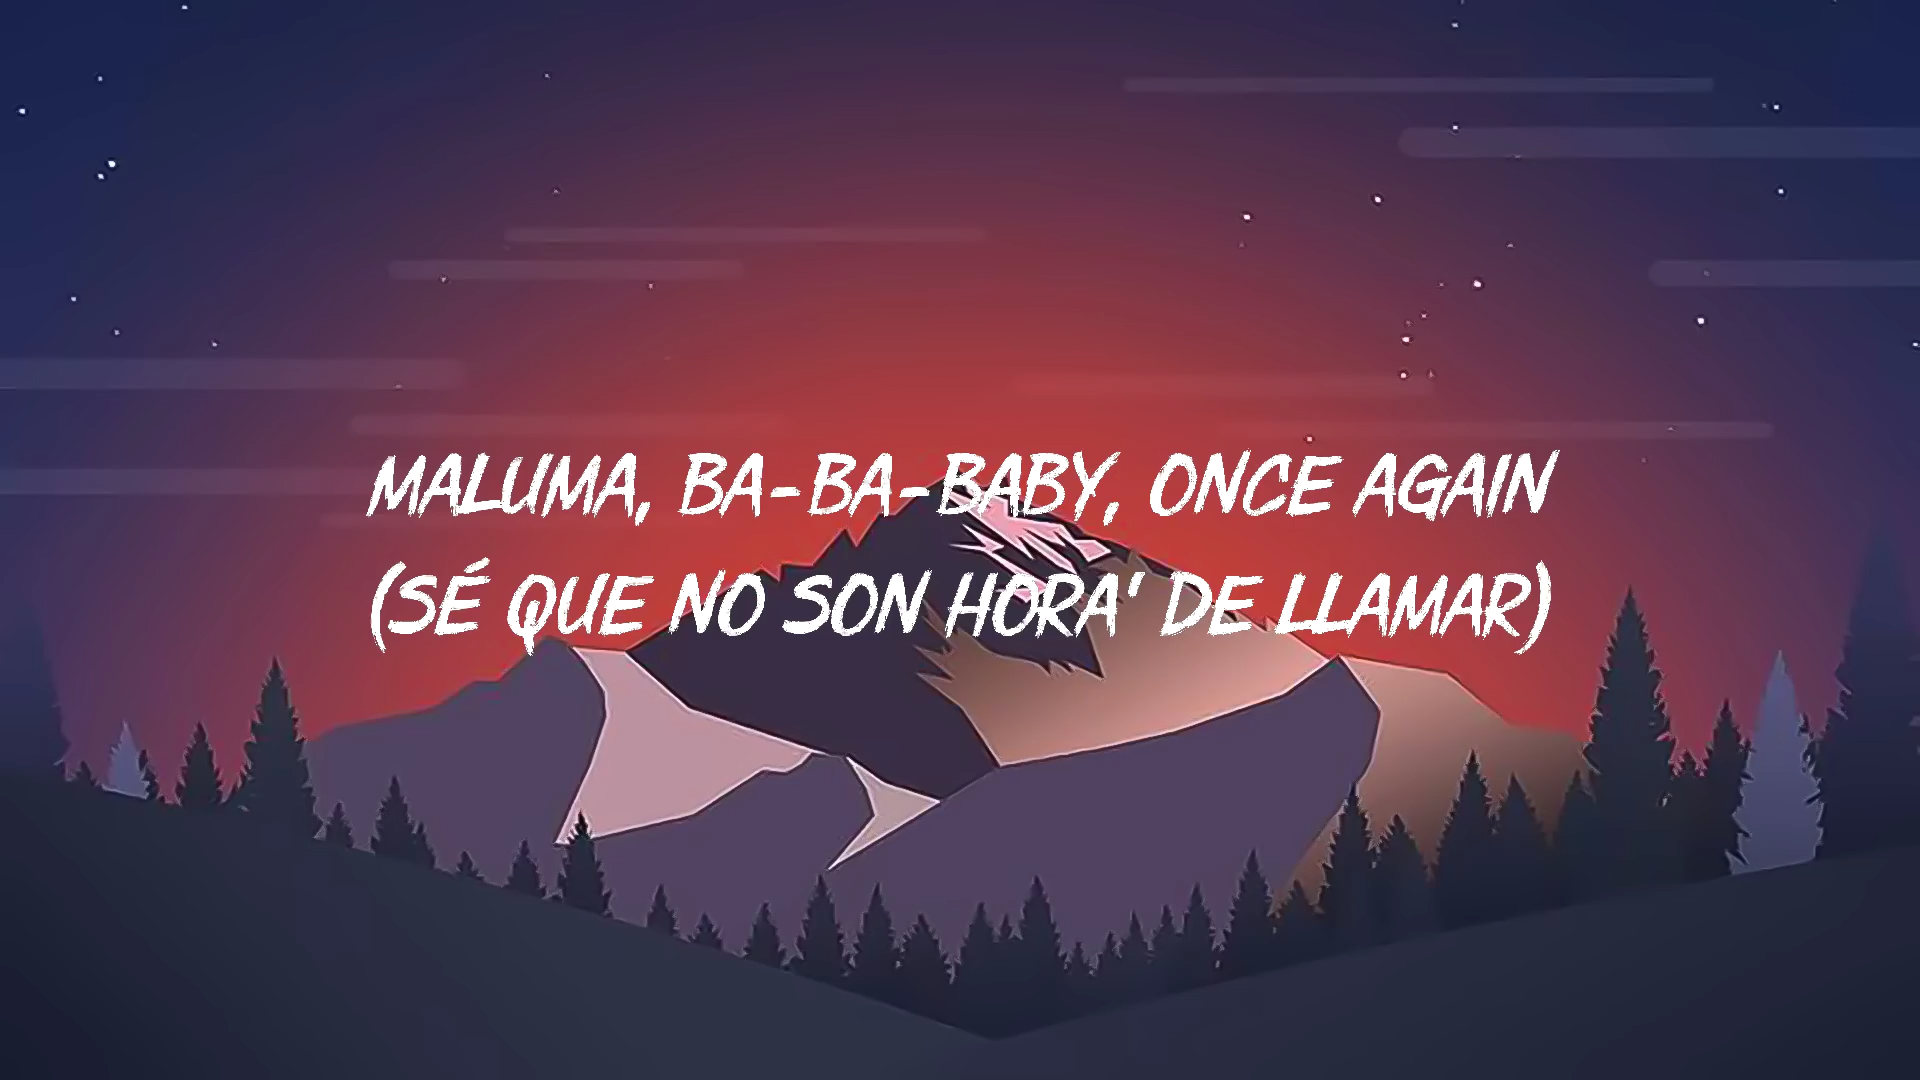 MALUMA, BA-BA-BABY, ONCE AGAIN
(SÉ QUE NO SON HORA' DE LLAMAR)